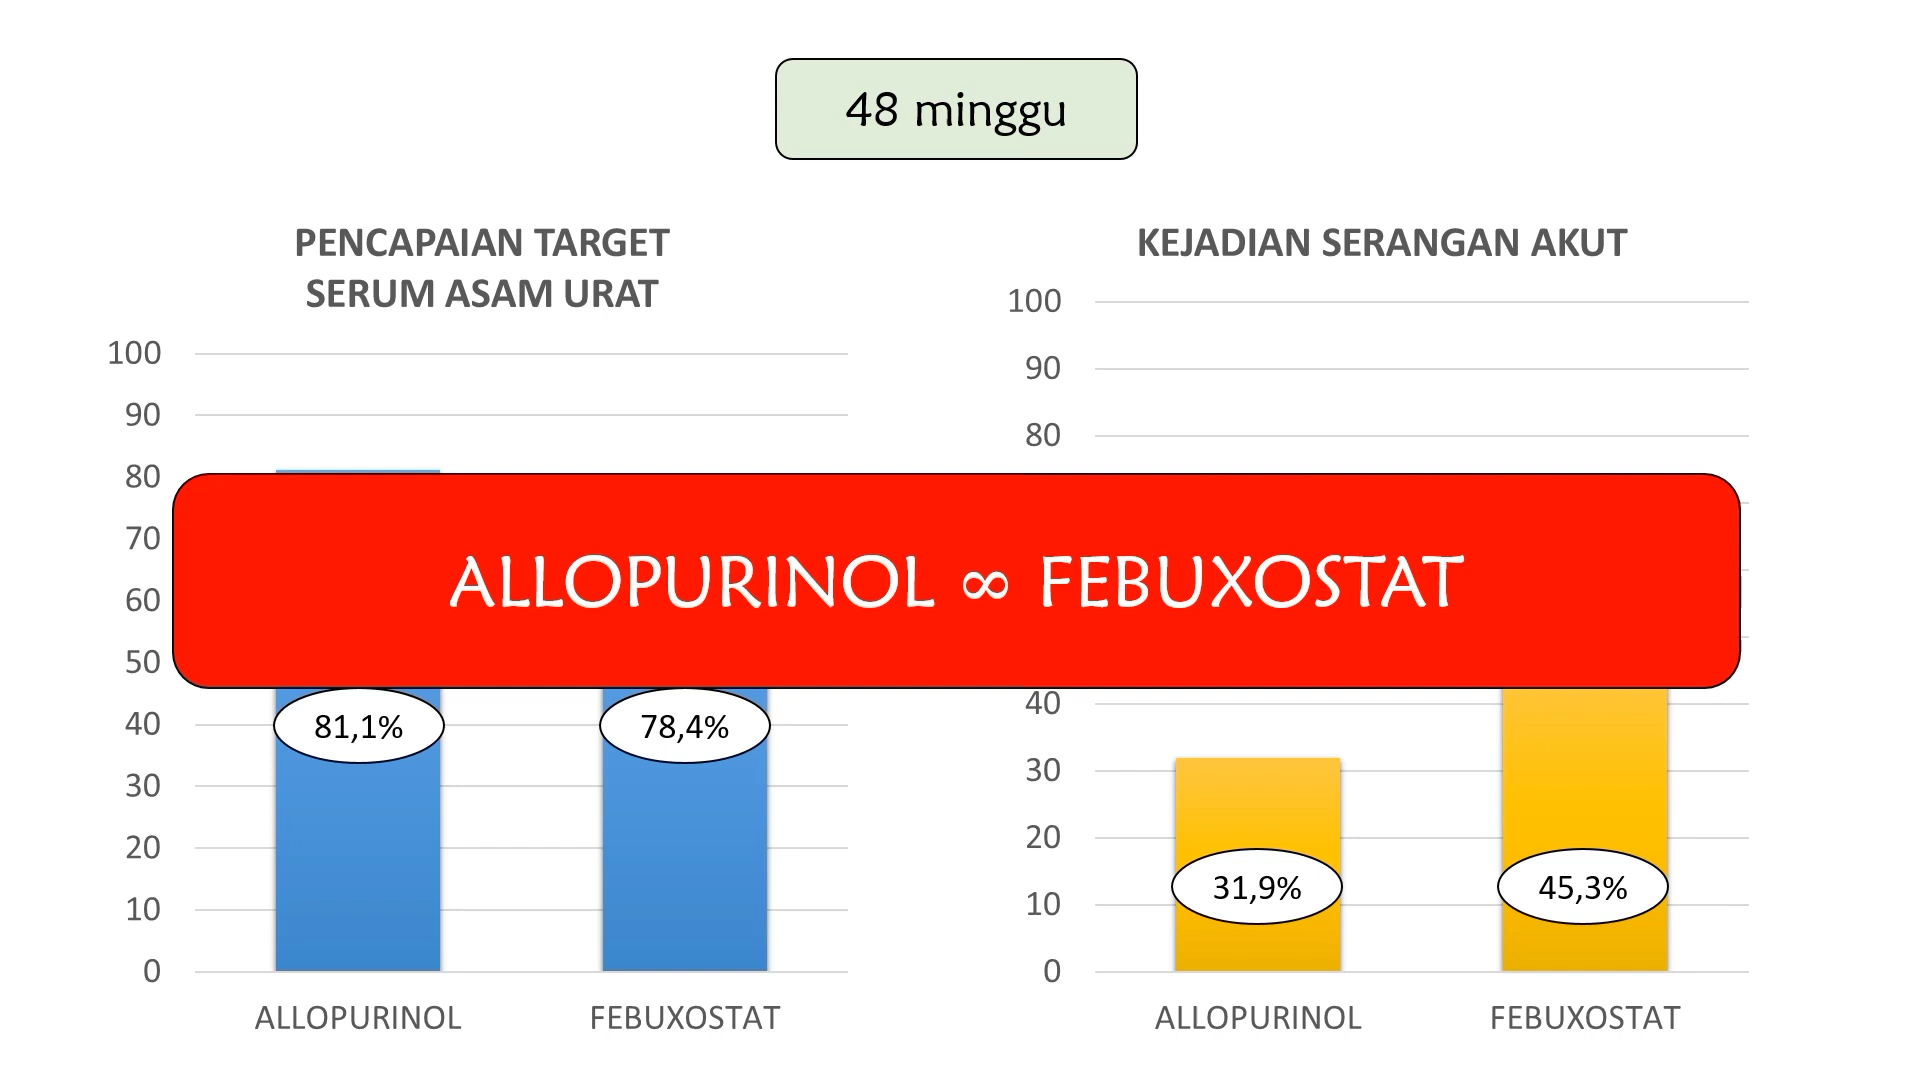 48 minggu
PENCAPAIAN TARGET
SERUM ASAM URAT
100
90
80
70
60
50
40
30
20
10
0
81,1%
78,4%
ALLOPURINOL
FEBUXOSTAT
KEJADIAN SERANGAN AKUT
100
90
80
40
30
20
10
0
31,9%
45,3%
ALLOPURINOL
FEBUXOSTAT
ALLOPURINOL ∞ FEBUXOSTAT